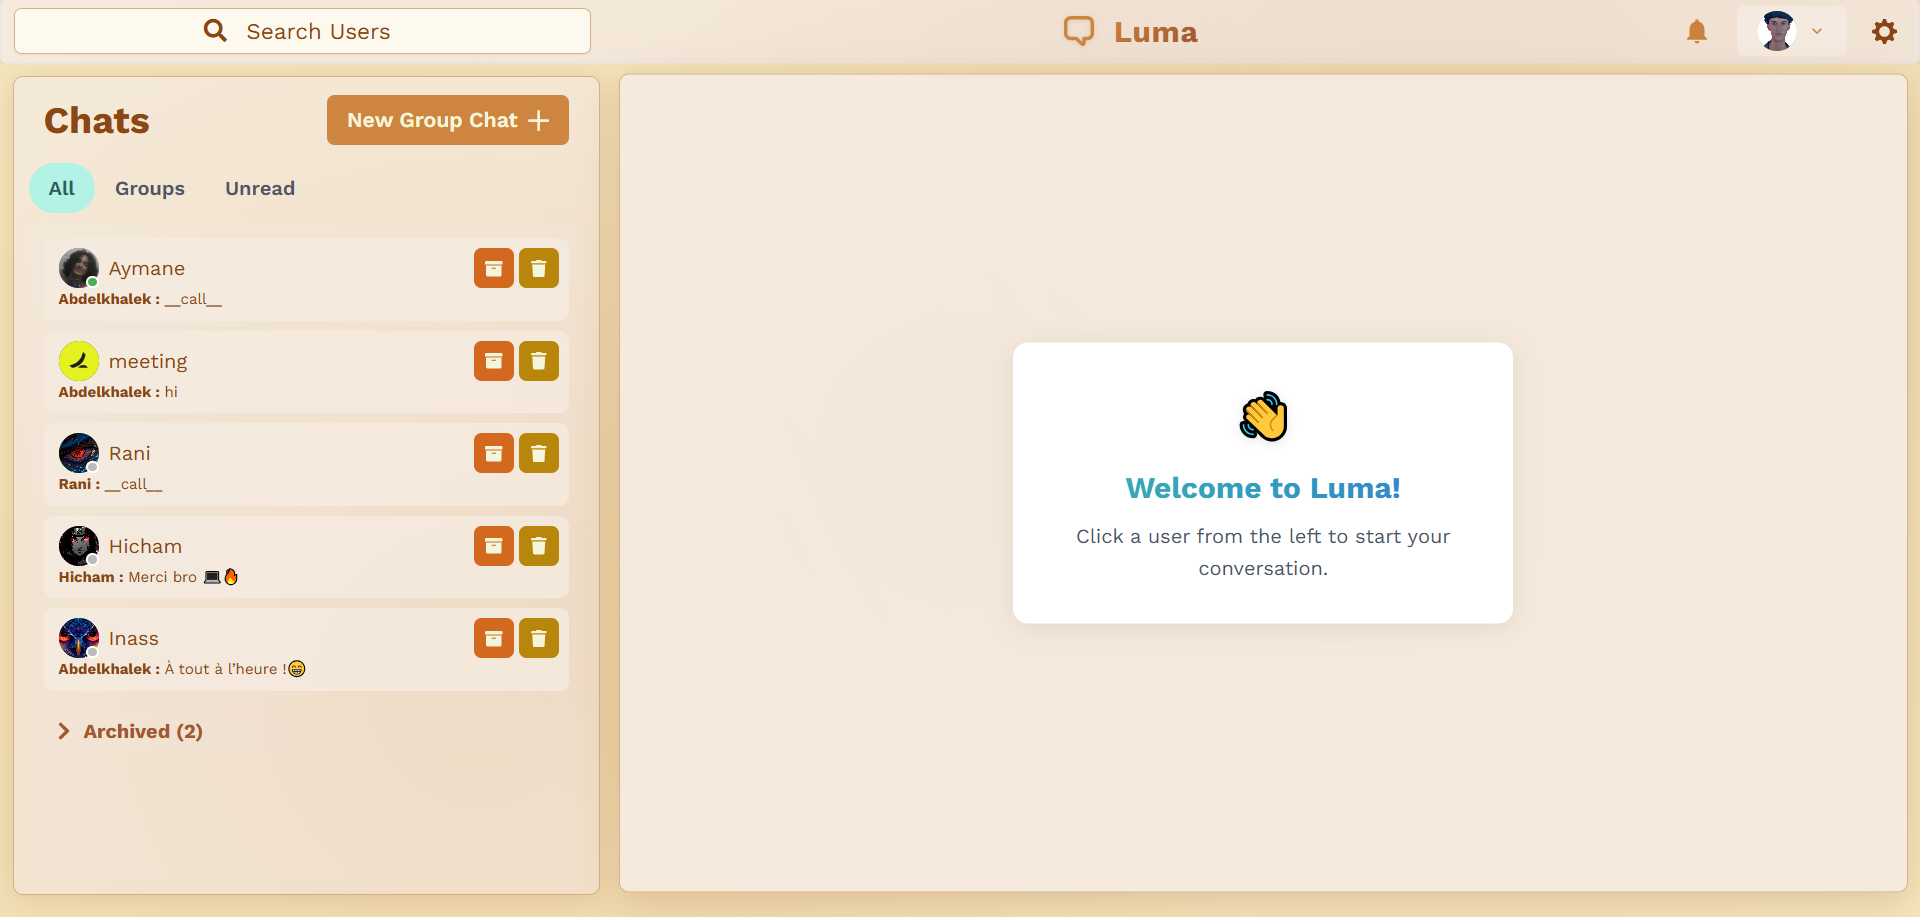 Search Users
Luma
Chats
New Group Chat
All
Groups
Unread
Aymane
Abdelkhalek : __call__
meeting
Abdelkhalek : hi
Rani
Rani : __call__
Hicham
Hicham : Merci bro 💻🔥
Inass
Abdelkhalek : À tout à l’heure !😁
Archived (2)
Welcome to Luma!
Click a user from the left to start your
conversation.